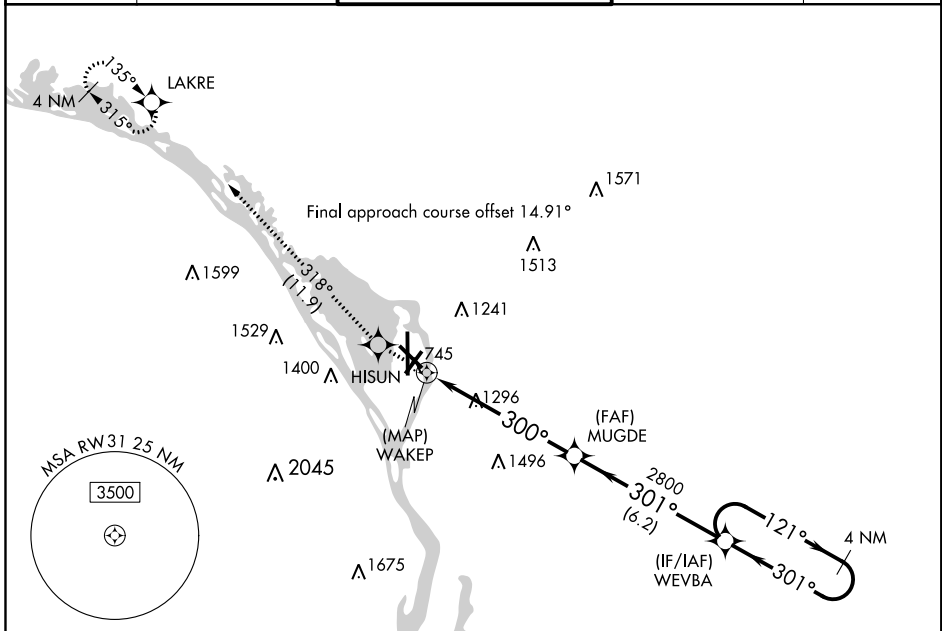 135°
LAKRE
4 NM
315°
1571
Final approach course offset 14.91°
1513
318°
(11.9)
1599
1241
1529
745
1400
HISUN
1296
300°
(FAF)
MUGDE
(MAP)
WAKEP
1496
2800
301°
(6.2)
MSA RW31 25 NM
3500
2045
121°
4 NM
(IF/IAF)
WEVBA
301°
1675